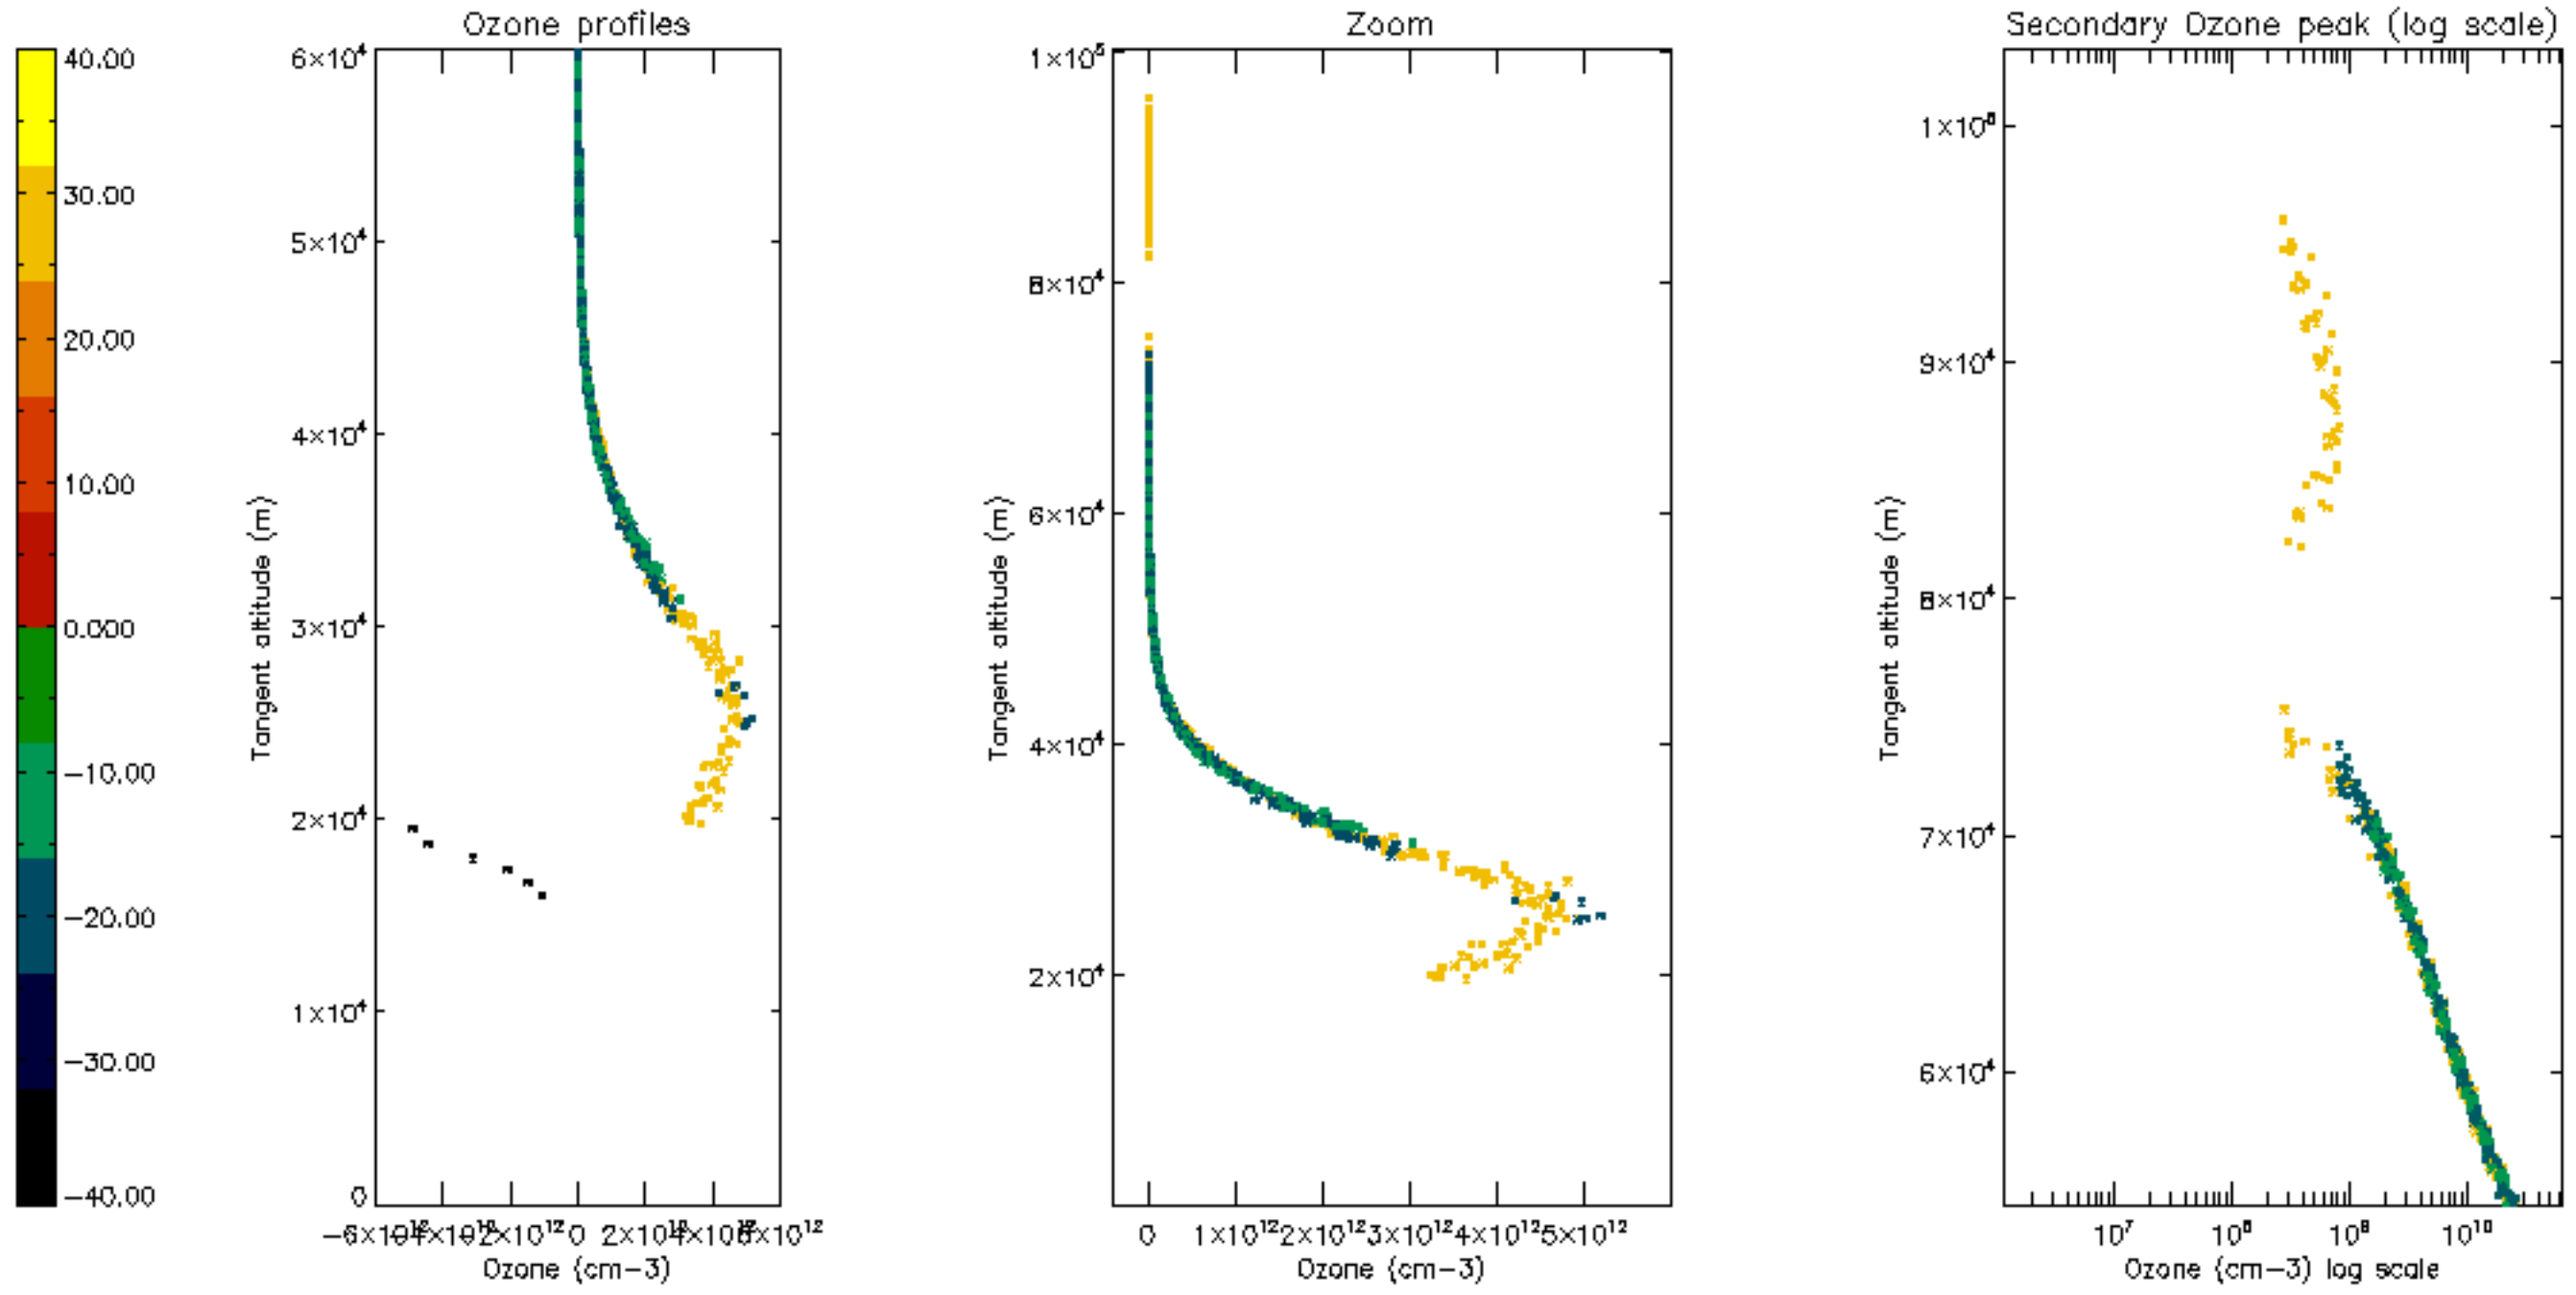 Ozone profiles
Zoom
Secondary Ozone peak (log scale)
40.00
30.00
20.00
10.00
0.000
-10.00
-20.00
-30.00
-40.00
Tangent altitude (m)
6×10⁴
5×10⁴
4×10⁴
3×10⁴
2×10⁴
1×10⁴
0
-2×10¹² 0
Ozone (cm-3)
Tangent altitude (m)
1×10⁵
8×10⁴
6×10⁴
4×10⁴
2×10⁴
0 1×10¹² 2×10¹² 3×10¹² 4×10¹² 5×10¹²
Ozone (cm-3)
Tangent altitude (m)
1×10⁵
9×10⁴
8×10⁴
7×10⁴
6×10⁴
10⁷ 10⁸ 10⁹ 10¹⁰
Ozone (cm-3) log scale